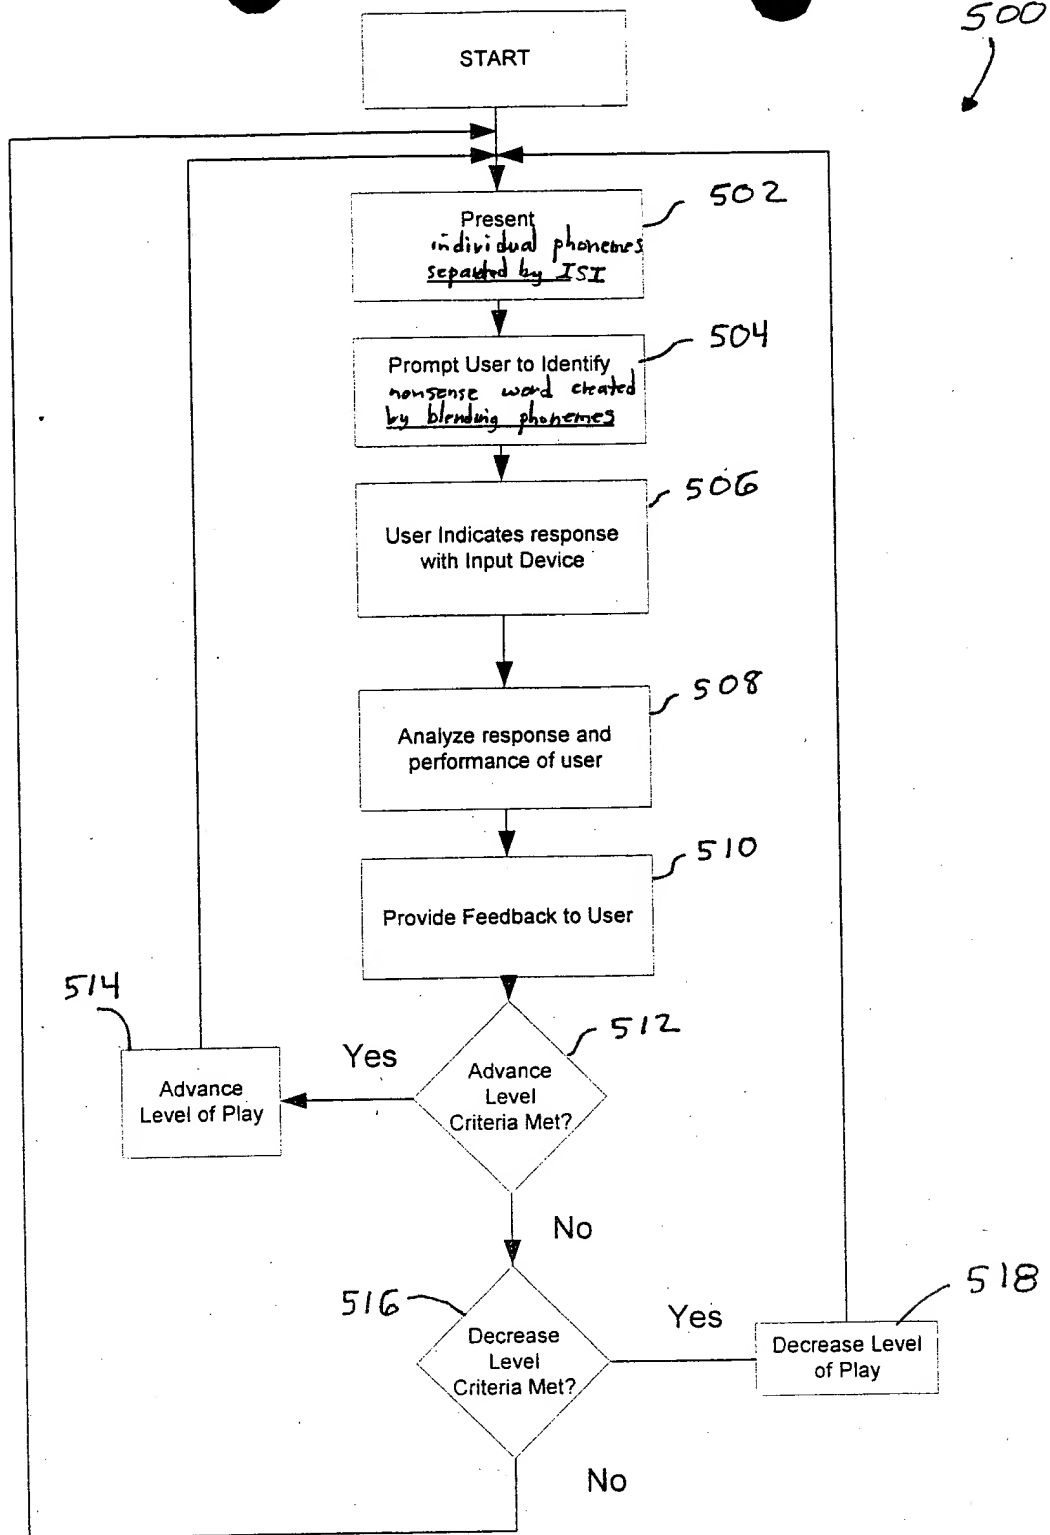 500
START
502
Present
individual phonemes
separated by ISI
504
Prompt User to Identify
nonsense word created
by blending phonemes
506
User Indicates response
with Input Device
508
Analyze response and
performance of user
510
Provide Feedback to User
514
512
Yes
Advance
Level
Criteria Met?
Advance
Level of Play
No
516
518
Yes
Decrease
Level
Criteria Met?
Decrease Level
of Play
No